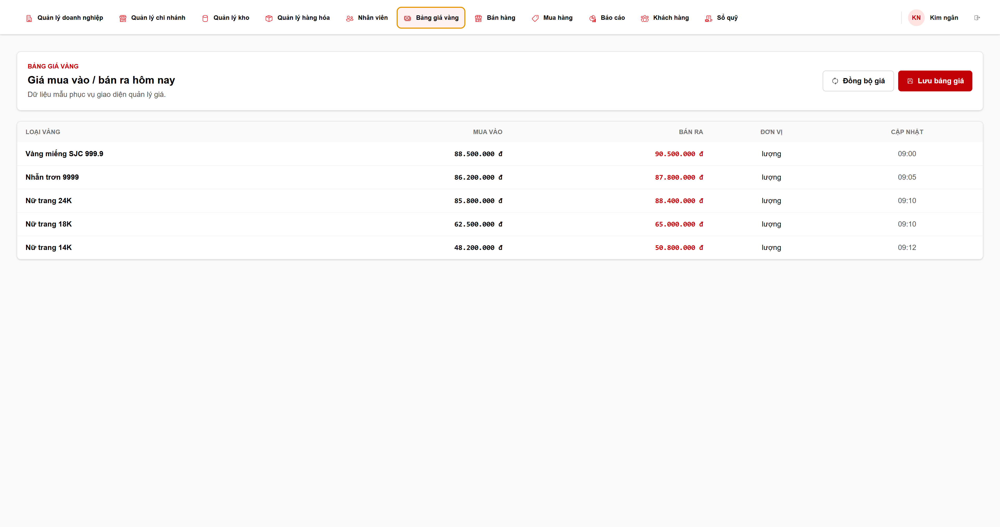 Quản lý doanh nghiệp Quản lý chi nhánh Quản lý kho Quản lý hàng hóa Nhân viên Bảng giá vàng Bán hàng Mua hàng Báo cáo Khách hàng Sổ quỹ KN Kim ngân
BẢNG GIÁ VÀNG
Giá mua vào / bán ra hôm nay
Dữ liệu mẫu phục vụ giao diện quản lý giá.
Đồng bộ giá Lưu bảng giá
LOẠI VÀNG MUA VÀO BÁN RA ĐƠN VỊ CẬP NHẬT
Vàng miếng SJC 999.9 88.500.000 đ 90.500.000 đ lượng 09:00
Nhẫn trơn 9999 86.200.000 đ 87.800.000 đ lượng 09:05
Nữ trang 24K 85.800.000 đ 88.400.000 đ lượng 09:10
Nữ trang 18K 62.500.000 đ 65.000.000 đ lượng 09:10
Nữ trang 14K 48.200.000 đ 50.800.000 đ lượng 09:12